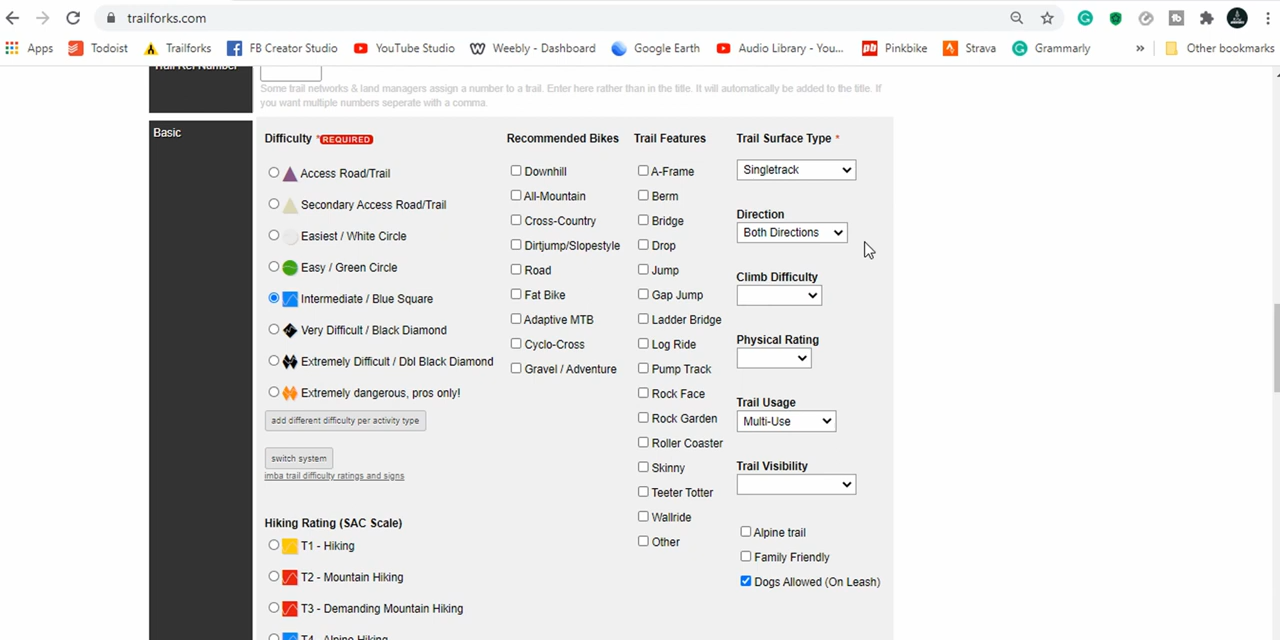 trailforks.com
Apps Todoist Trailforks FB Creator Studio YouTube Studio Weebly - Dashboard Google Earth Audio Library - You... Pinkbike Strava Grammarly » Other bookmarks
Trail Ref Number
Some trail networks & land managers assign a number to a trail. Enter here rather than in the title. It will automatically be added to the title. If
you want multiple numbers seperate with a comma.
Basic
Difficulty *REQUIRED
Access Road/Trail
Secondary Access Road/Trail
Easiest / White Circle
Easy / Green Circle
Intermediate / Blue Square
Very Difficult / Black Diamond
Extremely Difficult / Dbl Black Diamond
Extremely dangerous, pros only!
add different difficulty per activity type
switch system
imba trail difficulty ratings and signs
Hiking Rating (SAC Scale)
T1 - Hiking
T2 - Mountain Hiking
T3 - Demanding Mountain Hiking
T4 - Alpine Hiking
Recommended Bikes
Downhill
All-Mountain
Cross-Country
Dirtjump/Slopestyle
Road
Fat Bike
Adaptive MTB
Cyclo-Cross
Gravel / Adventure
Trail Features
A-Frame
Berm
Bridge
Drop
Jump
Gap Jump
Ladder Bridge
Log Ride
Pump Track
Rock Face
Rock Garden
Roller Coaster
Skinny
Teeter Totter
Wallride
Other
Trail Surface Type *
Singletrack
Direction
Both Directions
Climb Difficulty
Physical Rating
Trail Usage
Multi-Use
Trail Visibility
Alpine trail
Family Friendly
Dogs Allowed (On Leash)